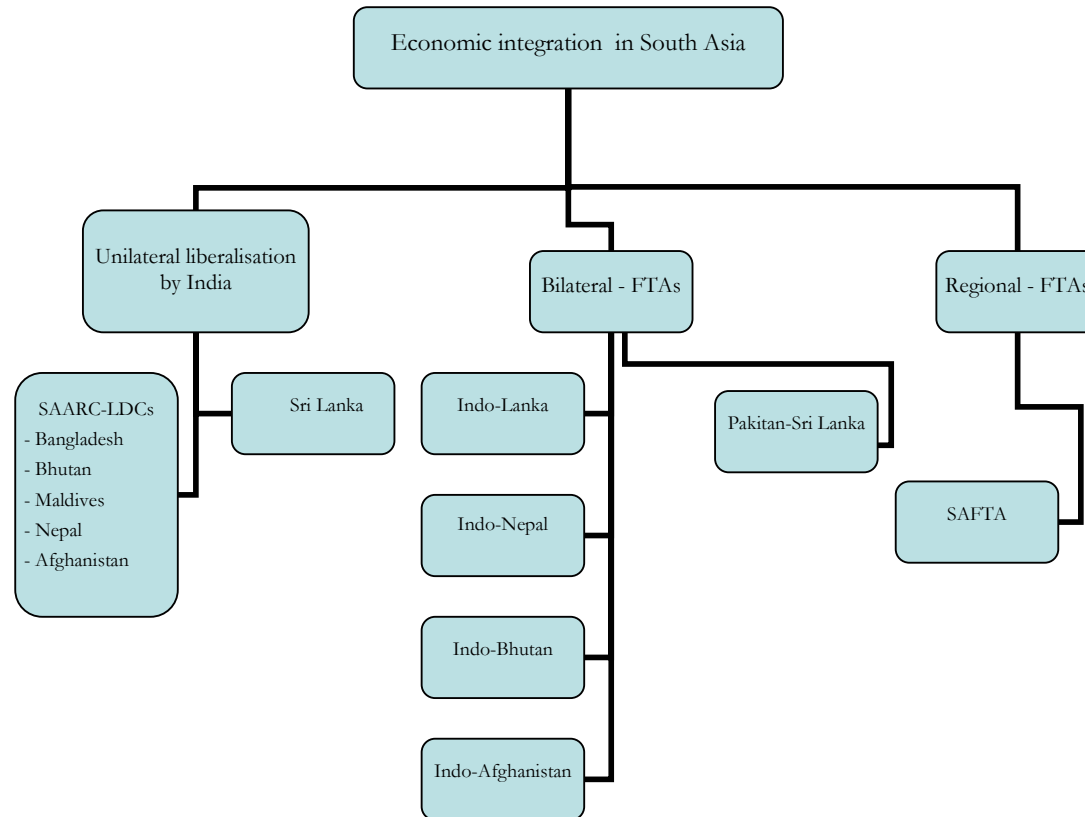 Economic integration in South Asia
Unilateral liberalisation
by India
Bilateral - FTAs
Regional - FTAs
SAARC-LDCs
- Bangladesh
- Bhutan
- Maldives
- Nepal
- Afghanistan
Sri Lanka
Indo-Lanka
Pakitan-Sri Lanka
Indo-Nepal
SAFTA
Indo-Bhutan
Indo-Afghanistan